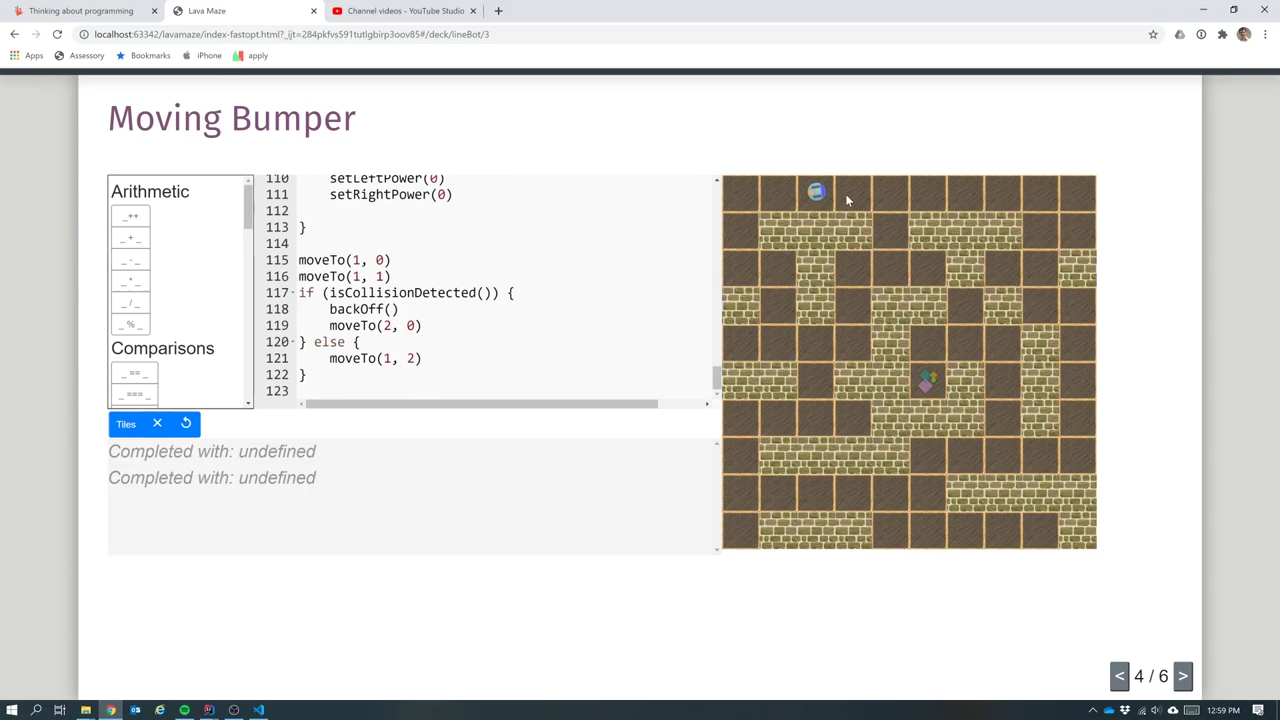 Thinking about programming
Lava Maze
Channel videos - YouTube Studio
localhost:63342/lavamaze/index-fastopt.html?_ijt=284pkfvs591tutlgbirp3oov85#/deck/lineBot/3
Apps
Assessory
Bookmarks
iPhone
apply
Moving Bumper
Arithmetic
_++
_ + _
_ - _
_ * _
_ / _
_ % _
Comparisons
_ == _
_ === _
110 setLeftPower(0)
111 setRightPower(0)
112
113 }
114
115 moveTo(1, 0)
116 moveTo(1, 1)
117 if (isCollisionDetected()) {
118 backOff()
119 moveTo(2, 0)
120 } else {
121 moveTo(1, 2)
122 }
123
Tiles
Completed with: undefined
Completed with: undefined
< 4 / 6 >
12:59 PM